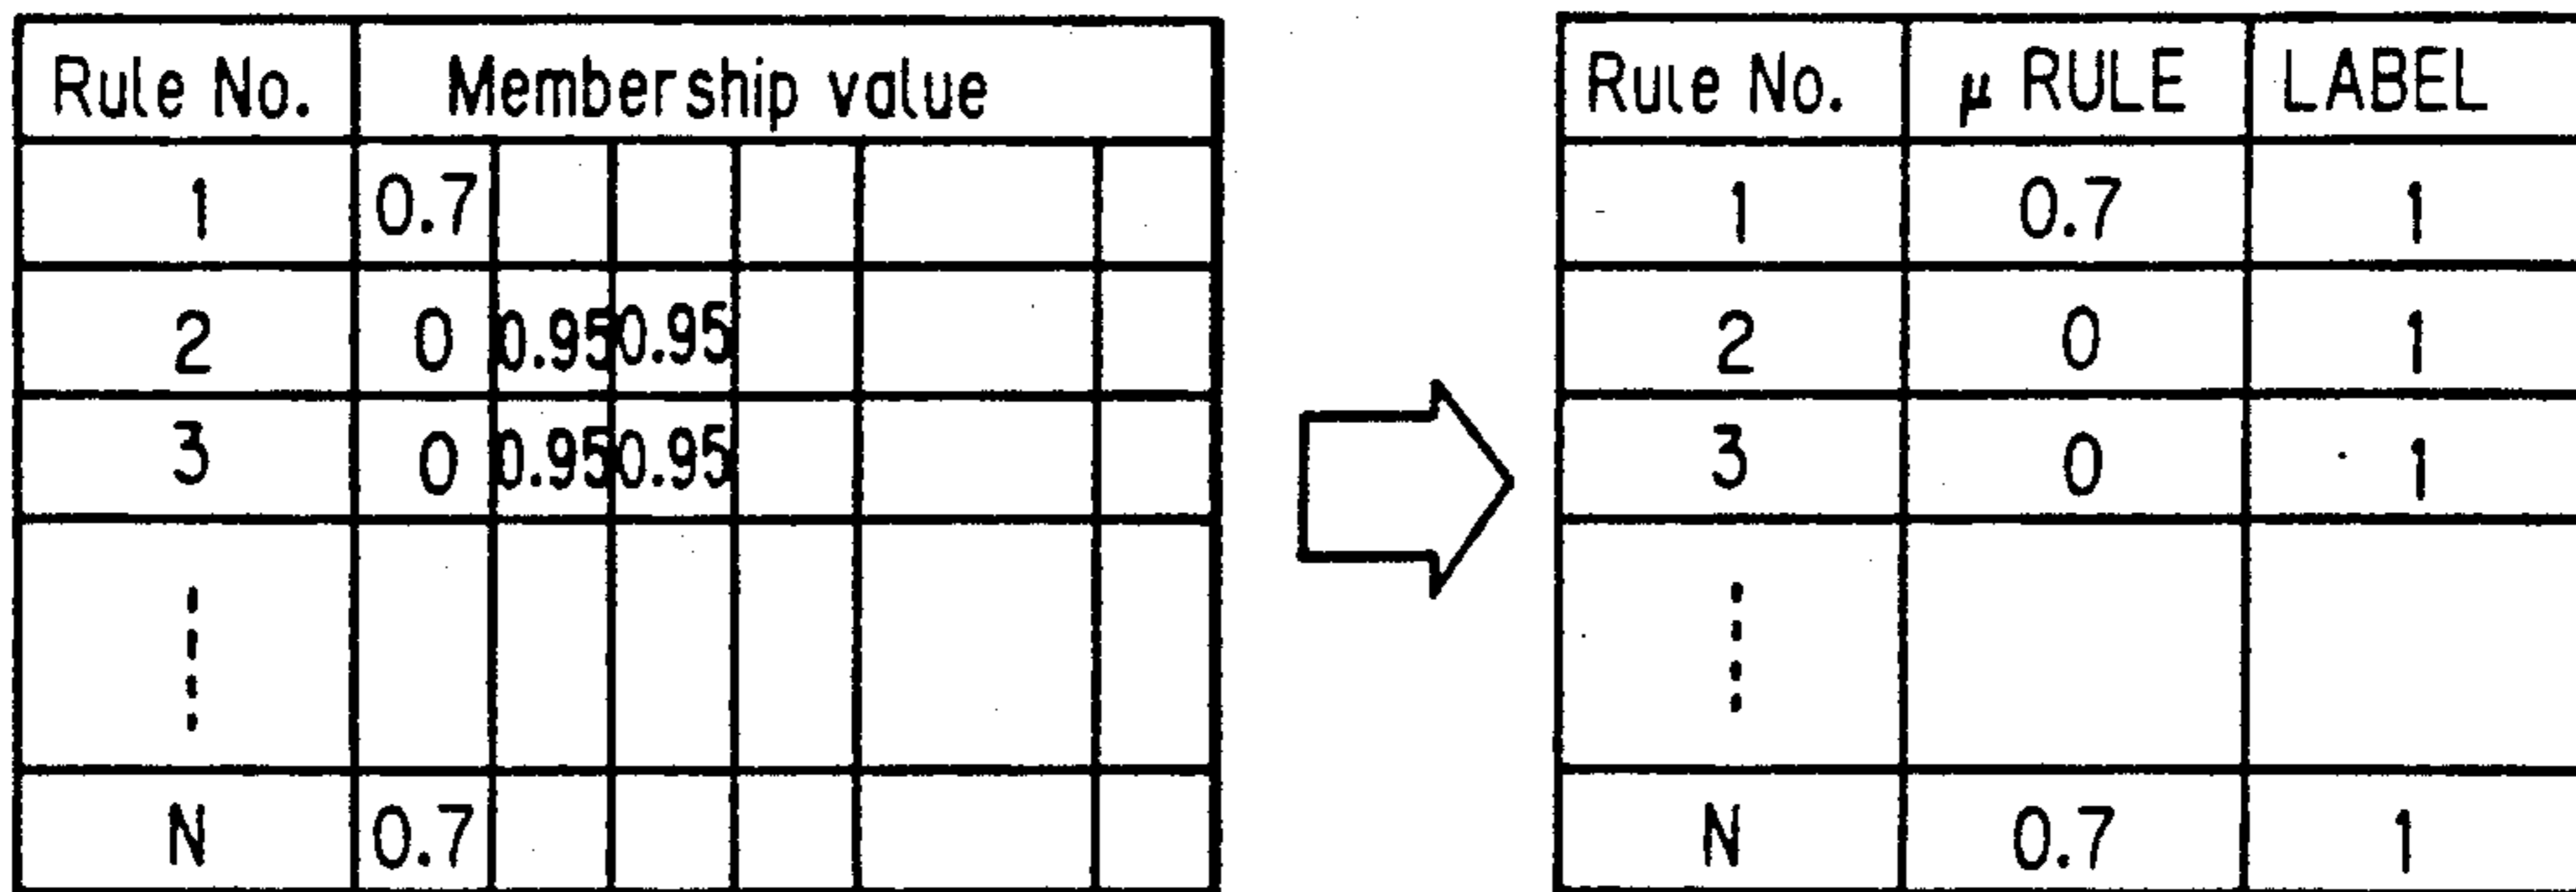 Rule No. Membership value
1 0.7
2 0 0.95 0.95
3 0 0.95 0.95
N 0.7
Rule No. μ RULE LABEL
1 0.7 1
2 0 1
3 0 1
N 0.7 1